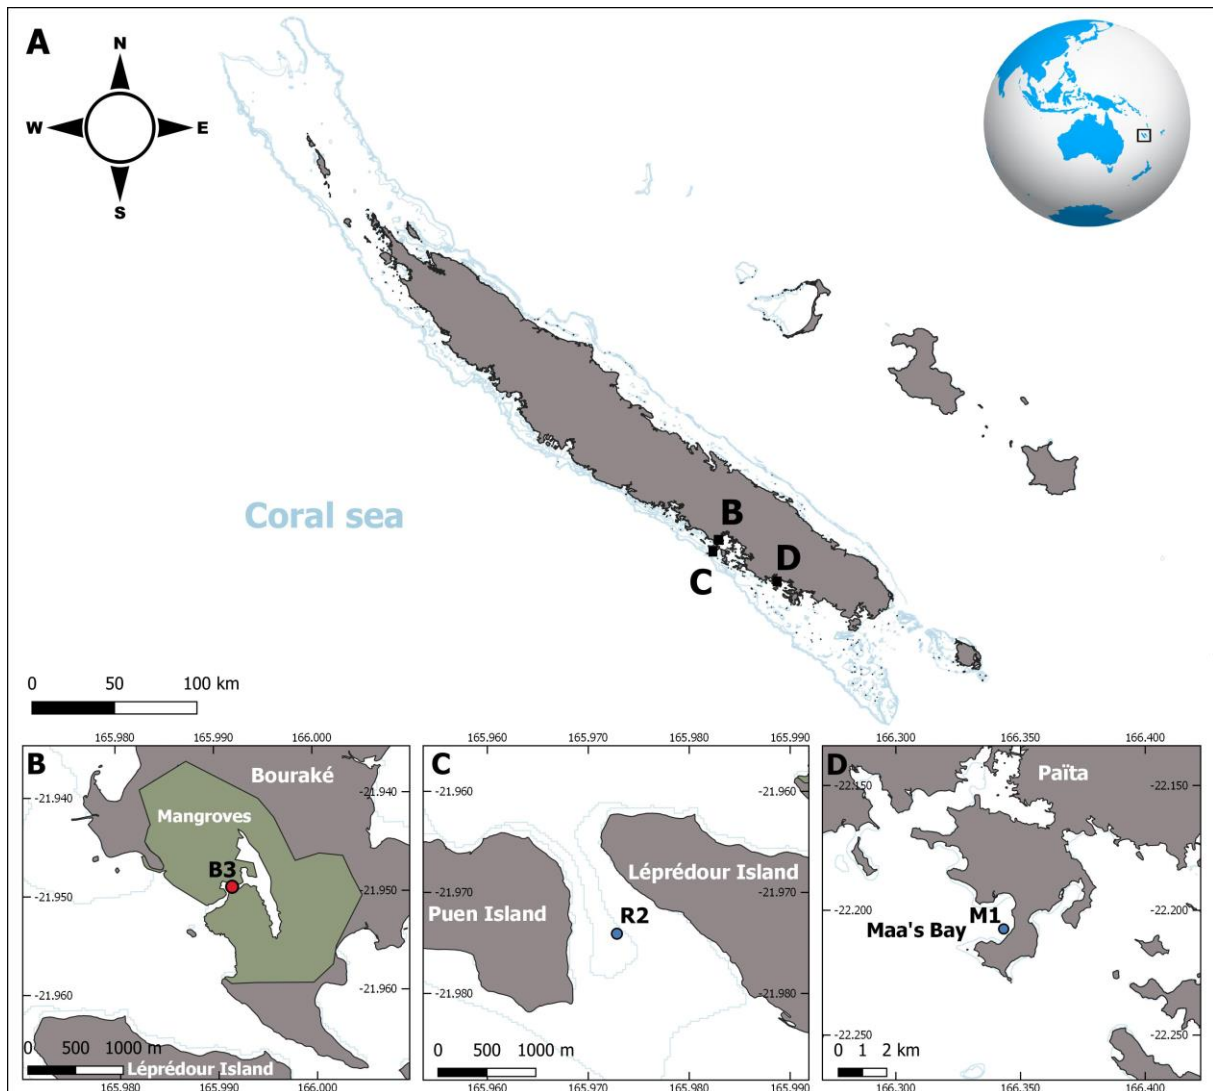 A
N
W
E
S
Coral sea
B
C
D
0 50 100 km
165.980 165.990 166.000
B
Bouraké
-21.940
-21.940
Mangroves
B3
-21.950
-21.950
-21.960
-21.960
0 500 1000 m
Léprédour Island
165.980 165.990 166.000
165.960 165.970 165.980 165.990
C
-21.960
-21.960
Léprédour Island
-21.970
-21.970
Puen Island
R2
-21.980
-21.980
0 500 1000 m
165.960 165.970 165.980 165.990
166.300 166.350 166.400
D
Païta
-22.150
-22.150
M1
-22.200
-22.200
Maa's Bay
-22.250
-22.250
0 1 2 km
166.300 166.350 166.400